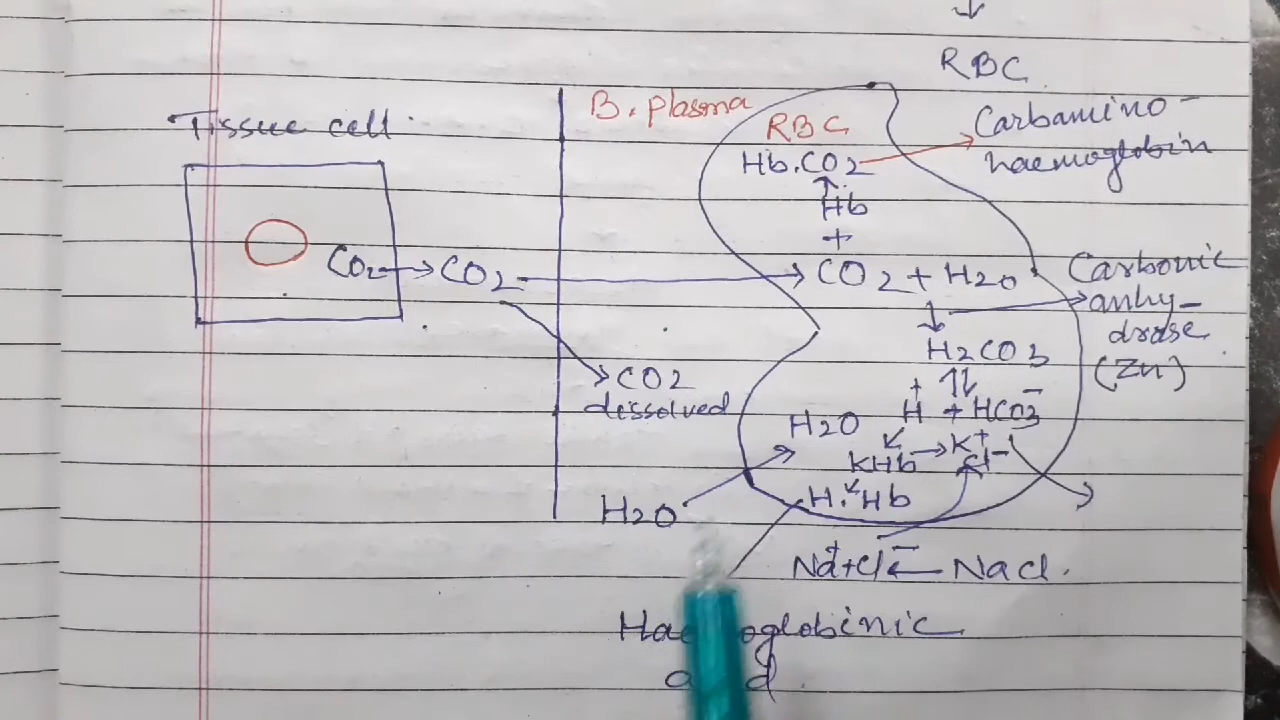 RBC
B. plasma
Tissue cell
RBC
Carbamino-
haemoglobin
Hb.CO2
Hb
+
CO2 CO2 CO2 + H2O
Carbonic
anhy-
drase
(Zn)
H2CO3
CO2
dissolved
H+ + HCO3-
H2O
KHb K+
Cl-
H.Hb
H2O
Na+ + Cl- NaCl.